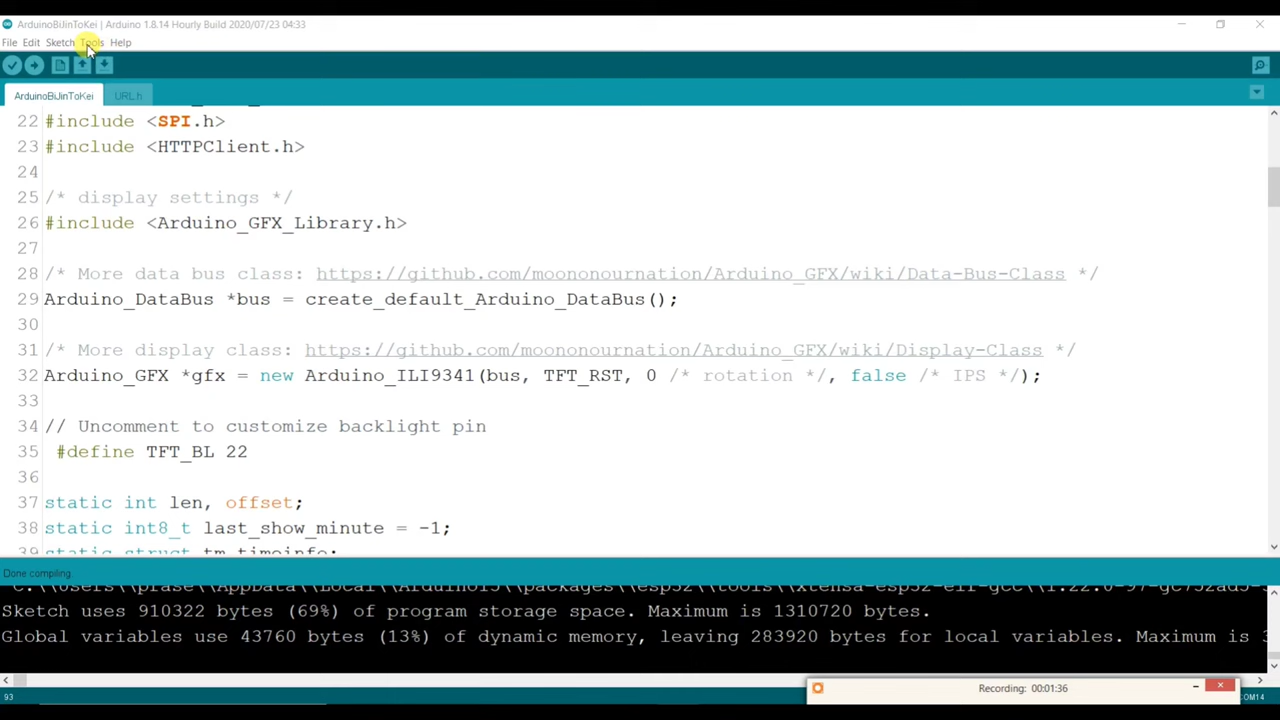 ArduinoBiJinToKei | Arduino 1.8.14 Hourly Build 2020/07/23 04:33
File Edit Sketch Tools Help
ArduinoBiJinToKei URL.h
22 #include <SPI.h>
23 #include <HTTPClient.h>
24
25 /* display settings */
26 #include <Arduino_GFX_Library.h>
27
28 /* More data bus class: https://github.com/moononournation/Arduino_GFX/wiki/Data-Bus-Class */
29 Arduino_DataBus *bus = create_default_Arduino_DataBus();
30
31 /* More display class: https://github.com/moononournation/Arduino_GFX/wiki/Display-Class */
32 Arduino_GFX *gfx = new Arduino_ILI9341(bus, TFT_RST, 0 /* rotation */, false /* IPS */);
33
34 // Uncomment to customize backlight pin
35 #define TFT_BL 22
36
37 static int len, offset;
38 static int8_t last_show_minute = -1;
39 static struct tm timeinfo;
Done compiling.
Sketch uses 910322 bytes (69%) of program storage space. Maximum is 1310720 bytes.
Global variables use 43760 bytes (13%) of dynamic memory, leaving 283920 bytes for local variables. Maximum is
Recording: 00:01:36
93 COM14